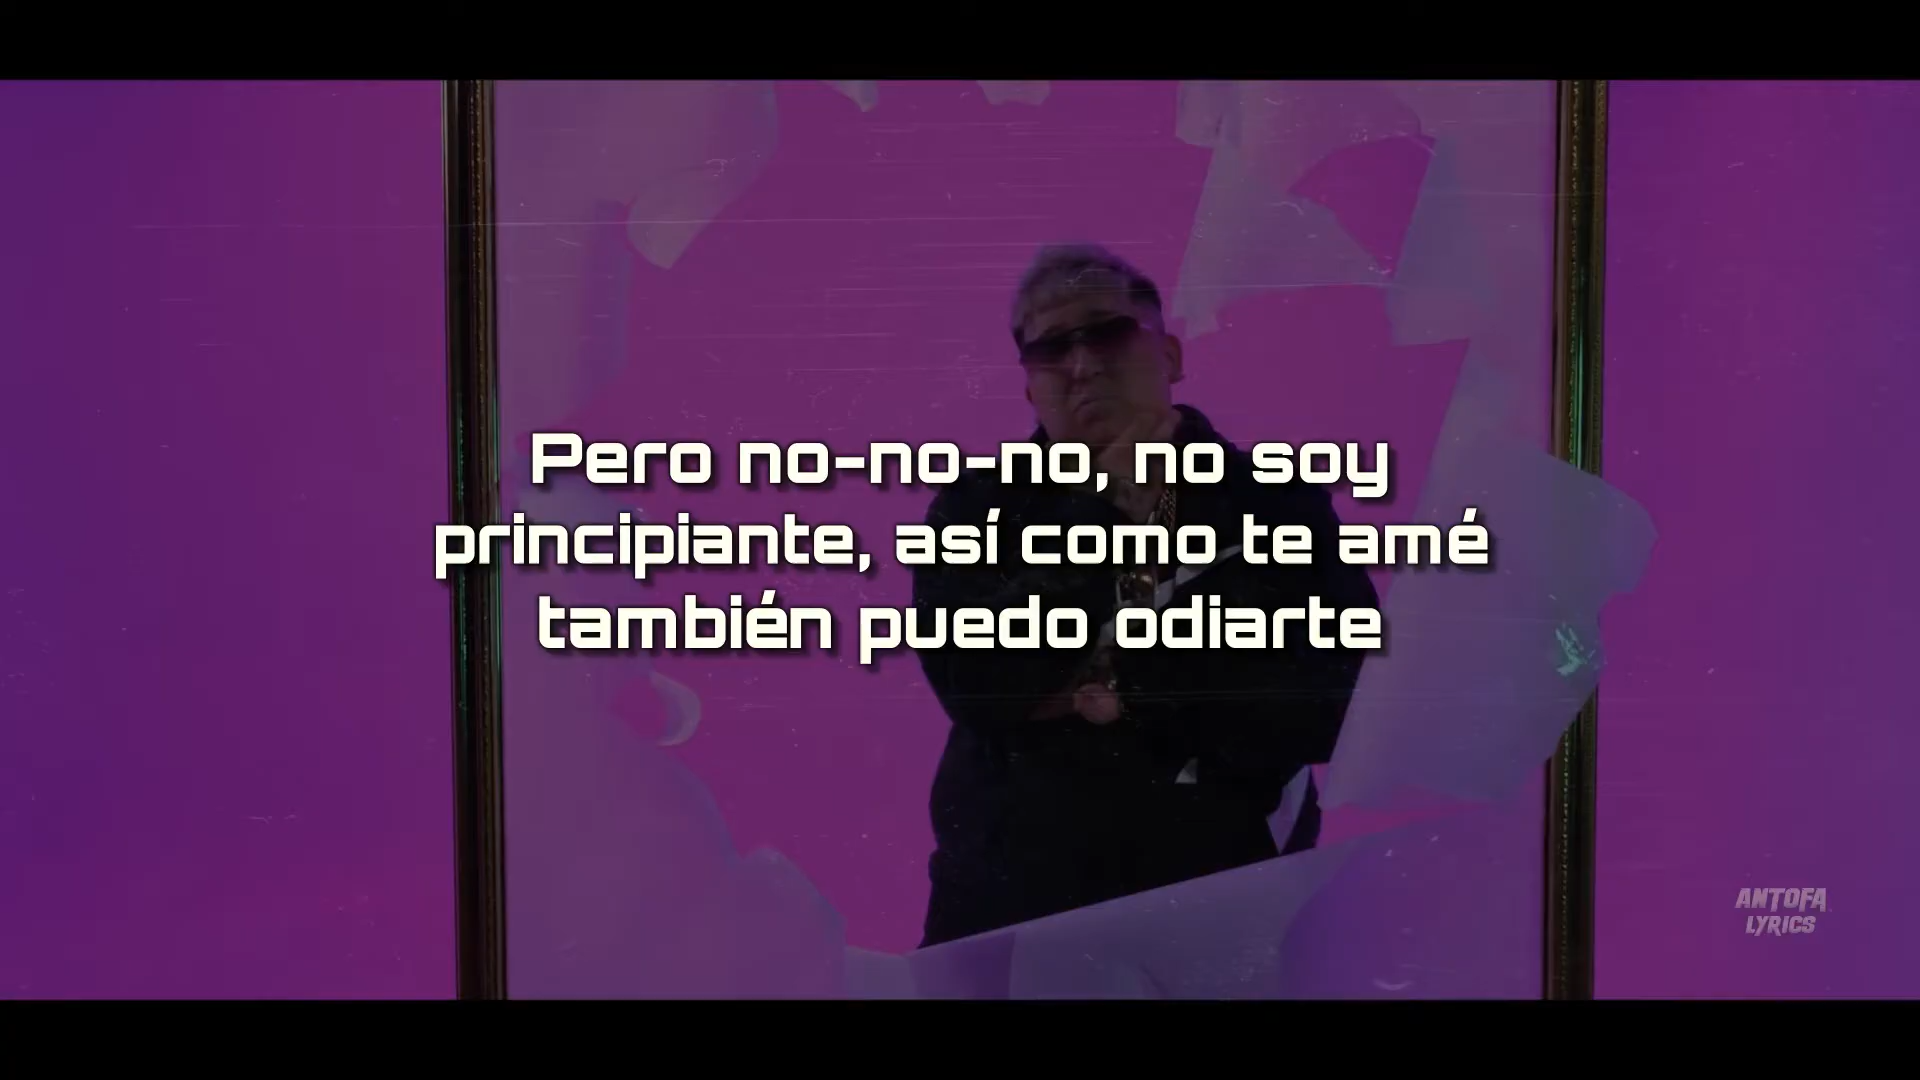 Pero no-no-no, no soy
principiante, así como te amé
también puedo odiarte
ANTOFA
LYRICS